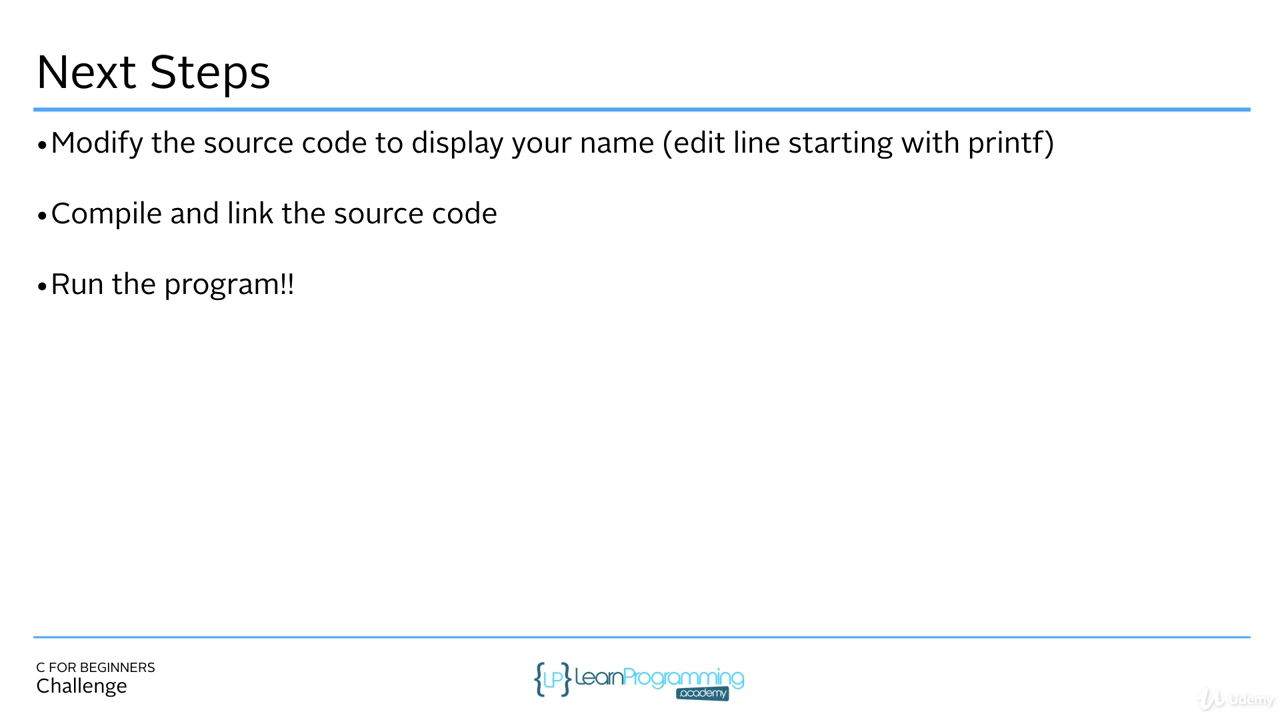 Next Steps
•Modify the source code to display your name (edit line starting with printf)
•Compile and link the source code
•Run the program!!
C FOR BEGINNERS
Challenge
{LP} LearnProgramming
.academy
Udemy